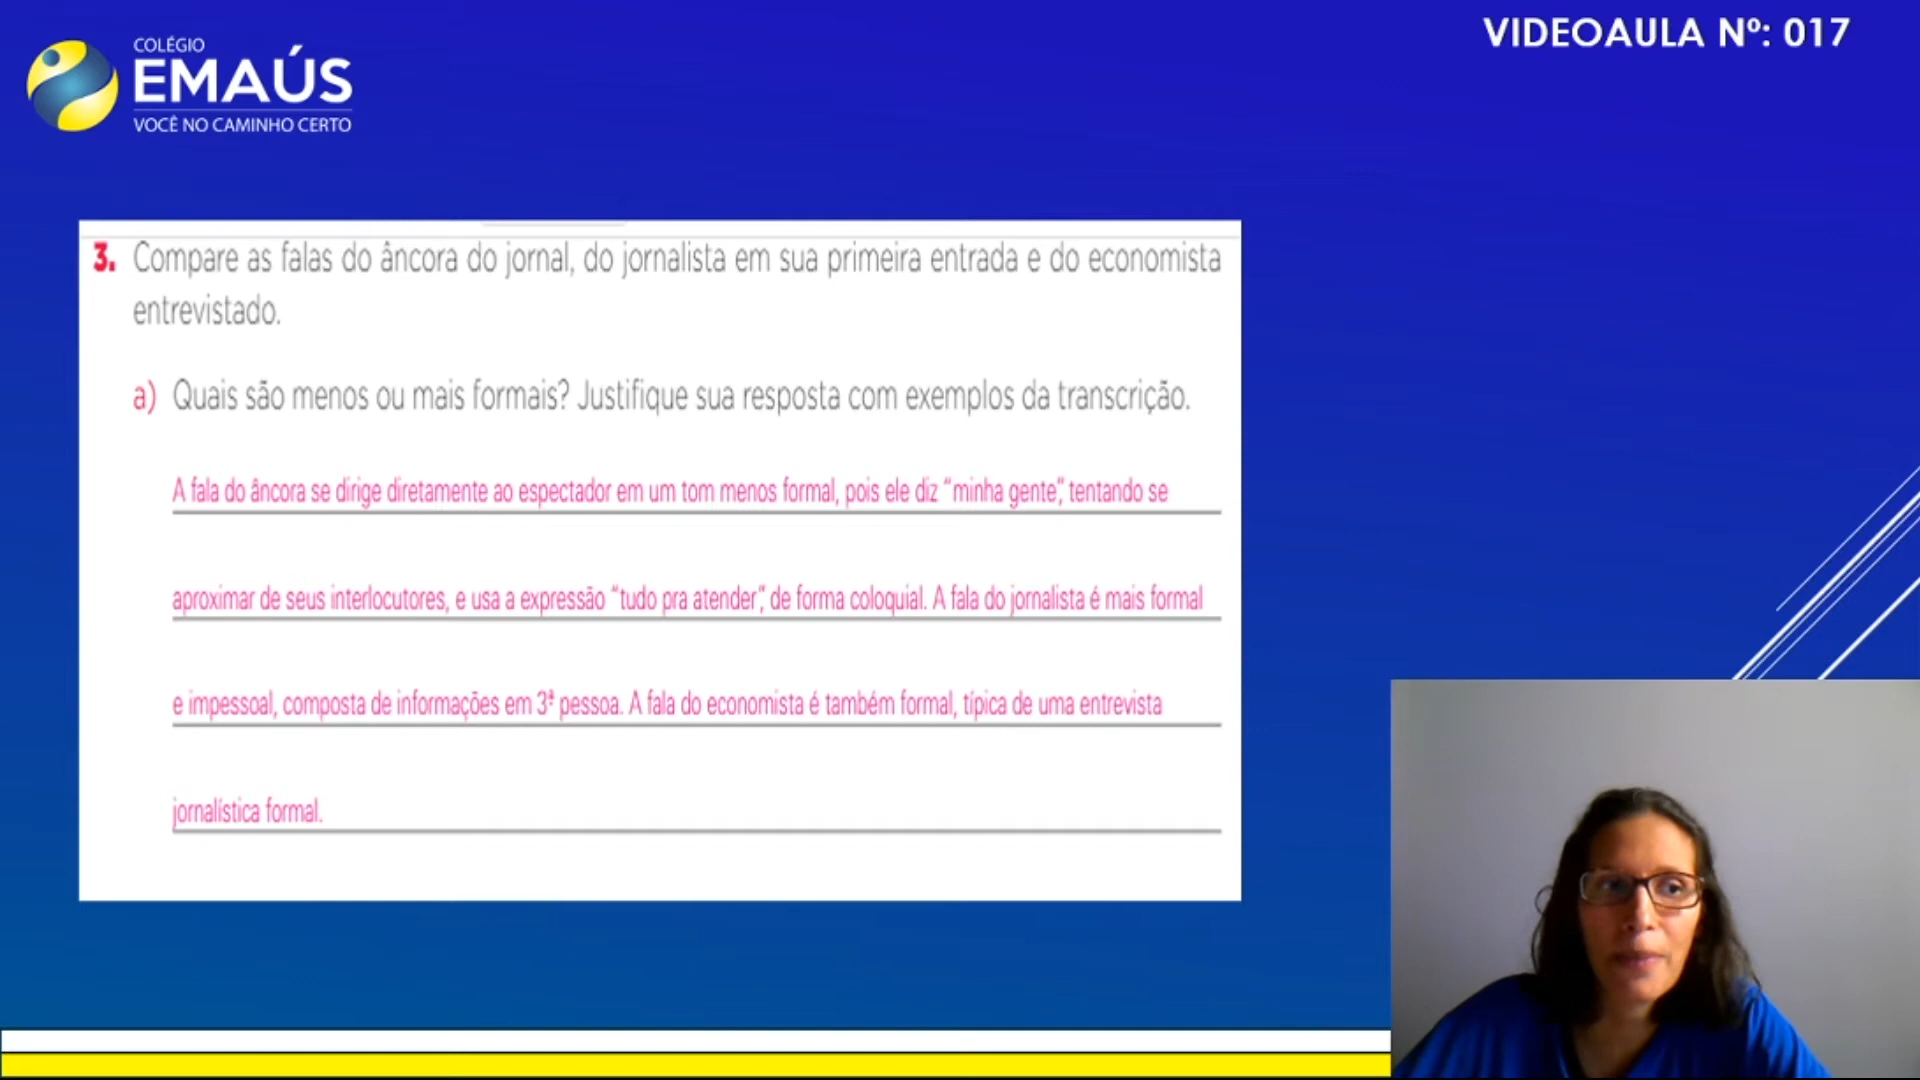 COLÉGIO
EMAÚS
VOCÊ NO CAMINHO CERTO
VIDEOAULA Nº: 017
3. Compare as falas do âncora do jornal, do jornalista em sua primeira entrada e do economista
entrevistado.
a) Quais são menos ou mais formais? Justifique sua resposta com exemplos da transcrição.
A fala do âncora se dirige diretamente ao espectador em um tom menos formal, pois ele diz “minha gente”, tentando se
aproximar de seus interlocutores, e usa a expressão “tudo pra atender”, de forma coloquial. A fala do jornalista é mais formal
e impessoal, composta de informações em 3ª pessoa. A fala do economista é também formal, típica de uma entrevista
jornalística formal.